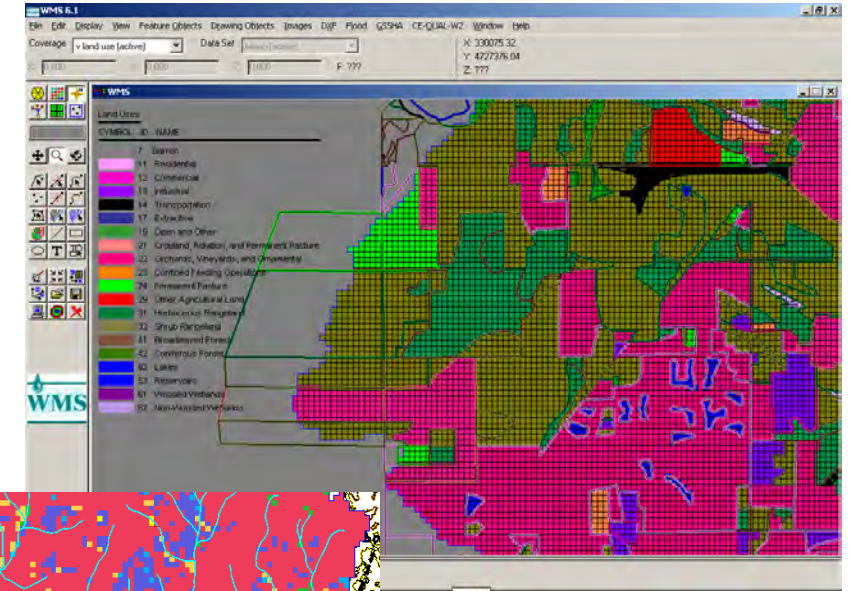 WMS 6.1
File Edit Display View Feature Objects Drawing Objects Images DXF Flood GSSHA CE-QUAL-W2 Window Help
Coverage v land use (active) Data Set
X: 330075.32
Y: 4727376.04
Z: ???
F: ???
WMS
Land Uses
SYMBOL ID NAME
7 Barren
11 Residential
12 Commercial
13 Industrial
14 Transportation
17 Extractive
19 Open and Other
21 Cropland, Rotation, and Permanent Pasture
22 Orchards, Vineyards, and Ornamental
23 Confined Feeding Operations
24 Permanent Pasture
29 Other Agricultural Land
31 Herbaceous Rangeland
32 Shrub Rangeland
41 Broadleaved Forest
42 Coniferous Forest
Lakes
53 Reservoirs
61 Wooded Wetlands
62 Non-Wooded Wetlands
T
WMS